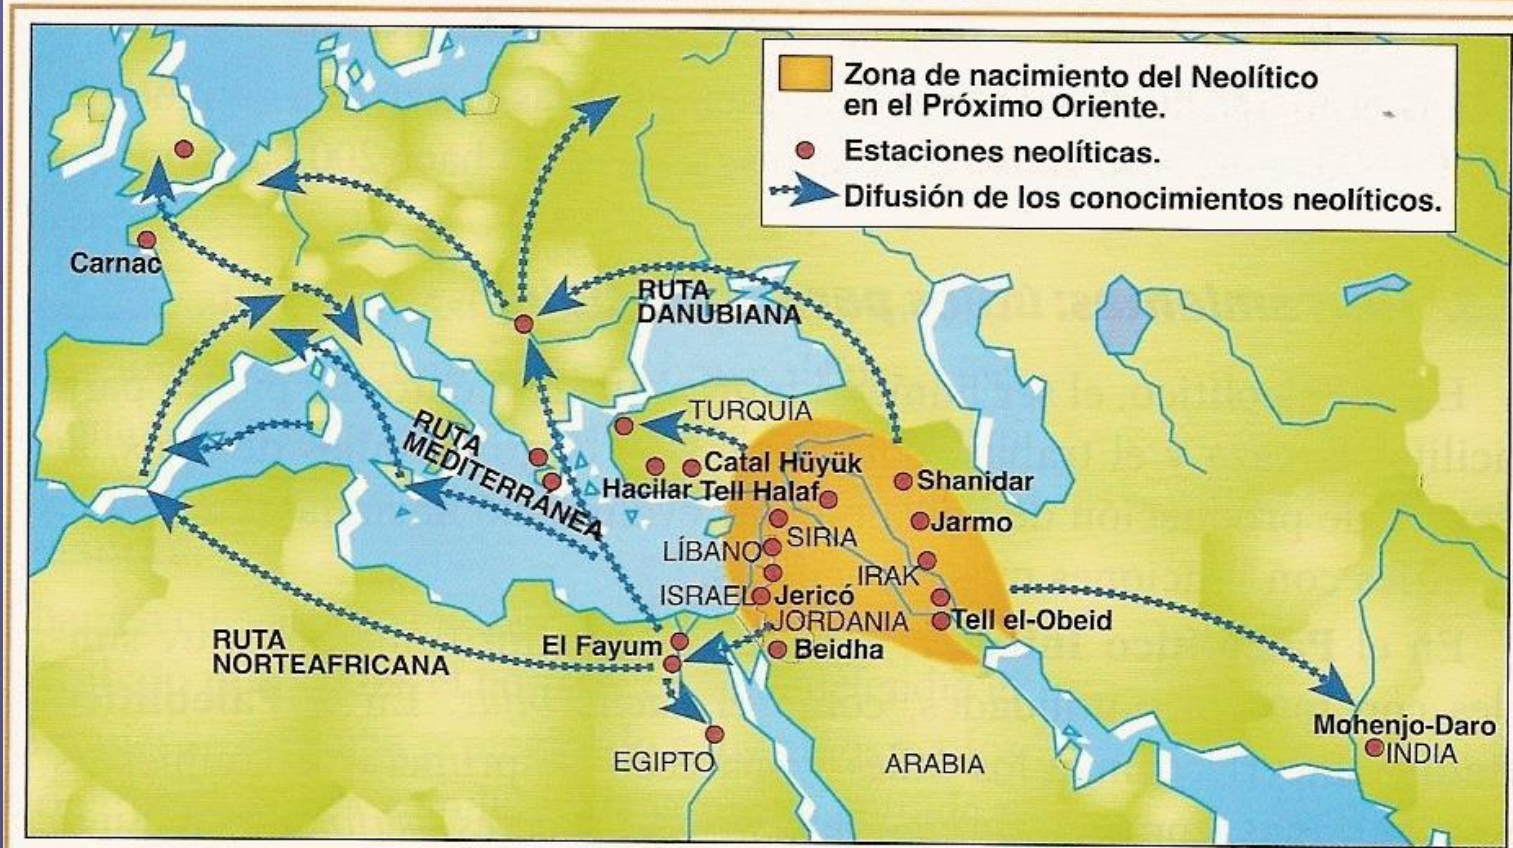 Zona de nacimiento del Neolítico
en el Próximo Oriente.
Estaciones neolíticas.
Difusión de los conocimientos neolíticos.
Carnac
RUTA
DANUBIANA
TURQUÍA
RUTA
MEDITERRÁNEA
Catal Hüyük
Hacilar
Tell Halaf
Shanidar
Jarmo
SIRIA
LÍBANO
IRAK
ISRAEL
Jericó
JORDANIA
Tell el-Obeid
El Fayum
Beidha
RUTA
NORTEAFRICANA
Mohenjo-Daro
INDIA
EGIPTO
ARABIA